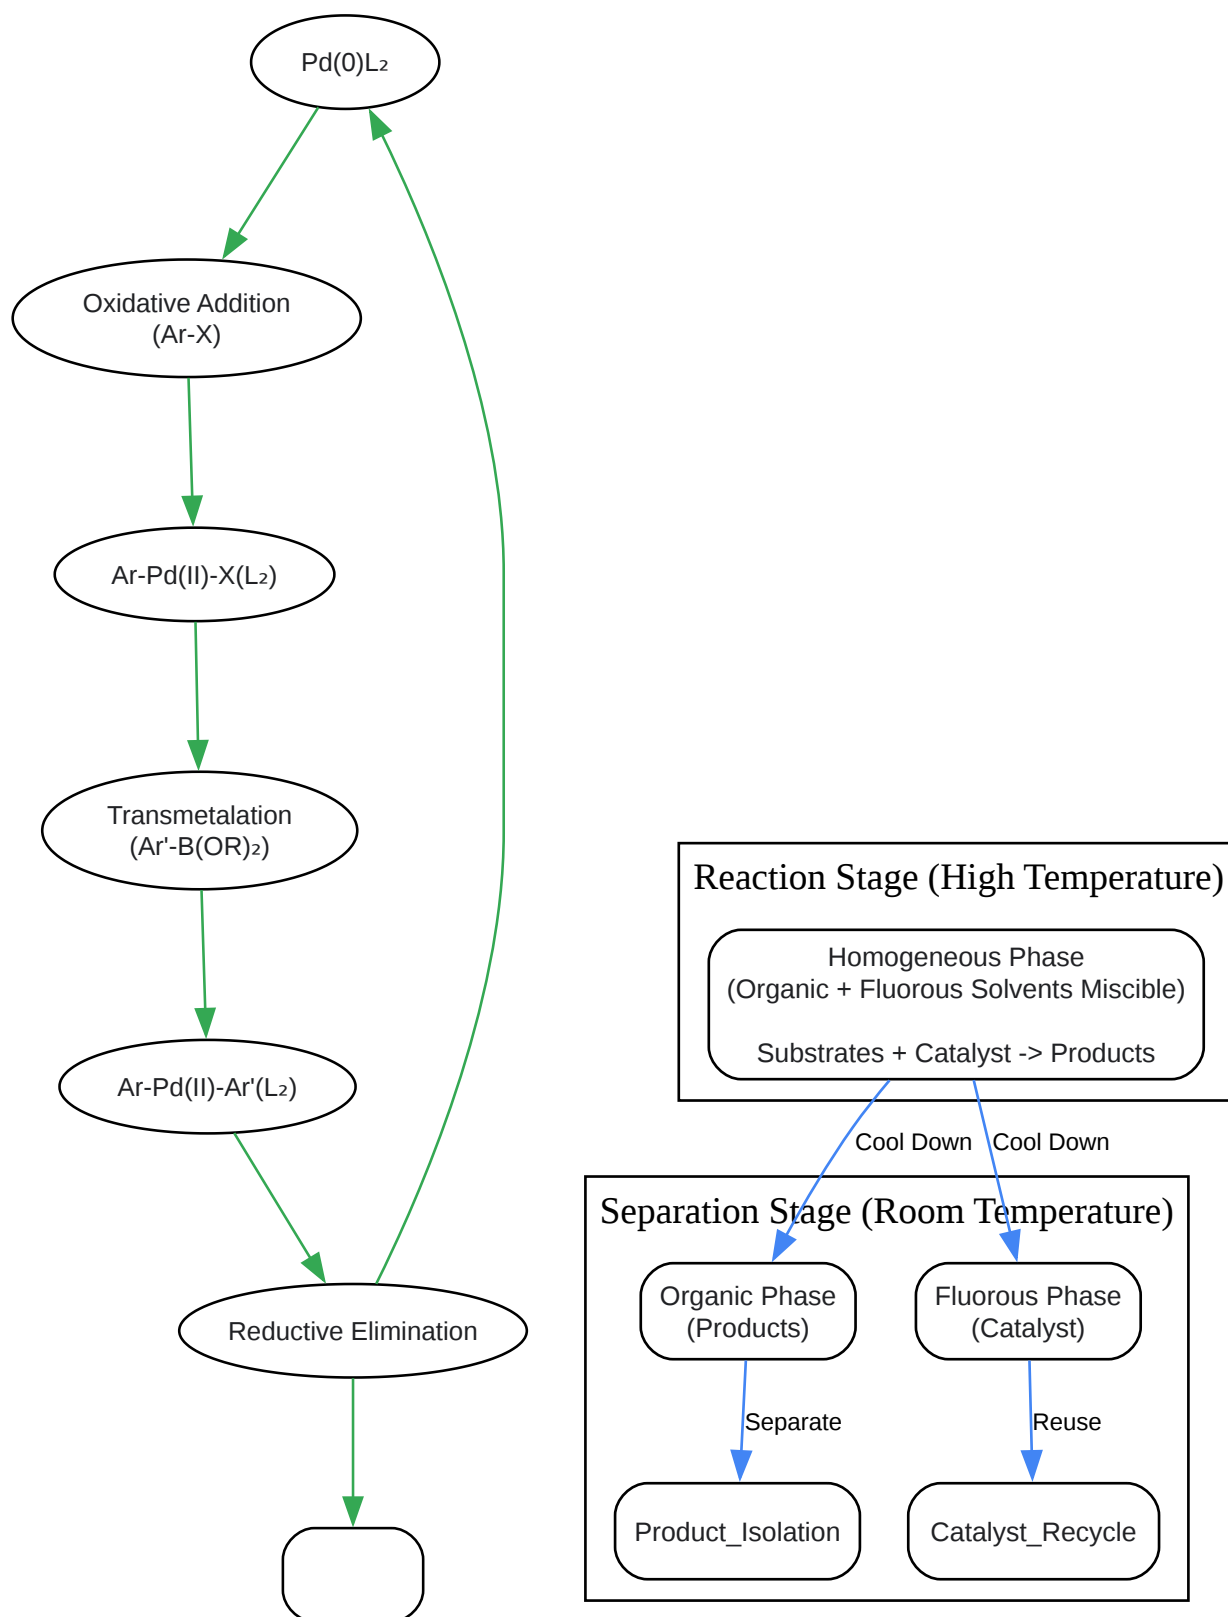 Pd(0)L₂
Oxidative Addition
(Ar-X)
Ar-Pd(II)-X(L₂)
Transmetalation
(Ar'-B(OR)₂)
Ar-Pd(II)-Ar'(L₂)
Reductive Elimination
Reaction Stage (High Temperature)
Homogeneous Phase
(Organic + Fluorous Solvents Miscible)
Substrates + Catalyst -> Products
Cool Down
Cool Down
Separation Stage (Room Temperature)
Organic Phase
(Products)
Fluorous Phase
(Catalyst)
Separate
Reuse
Product_Isolation
Catalyst_Recycle